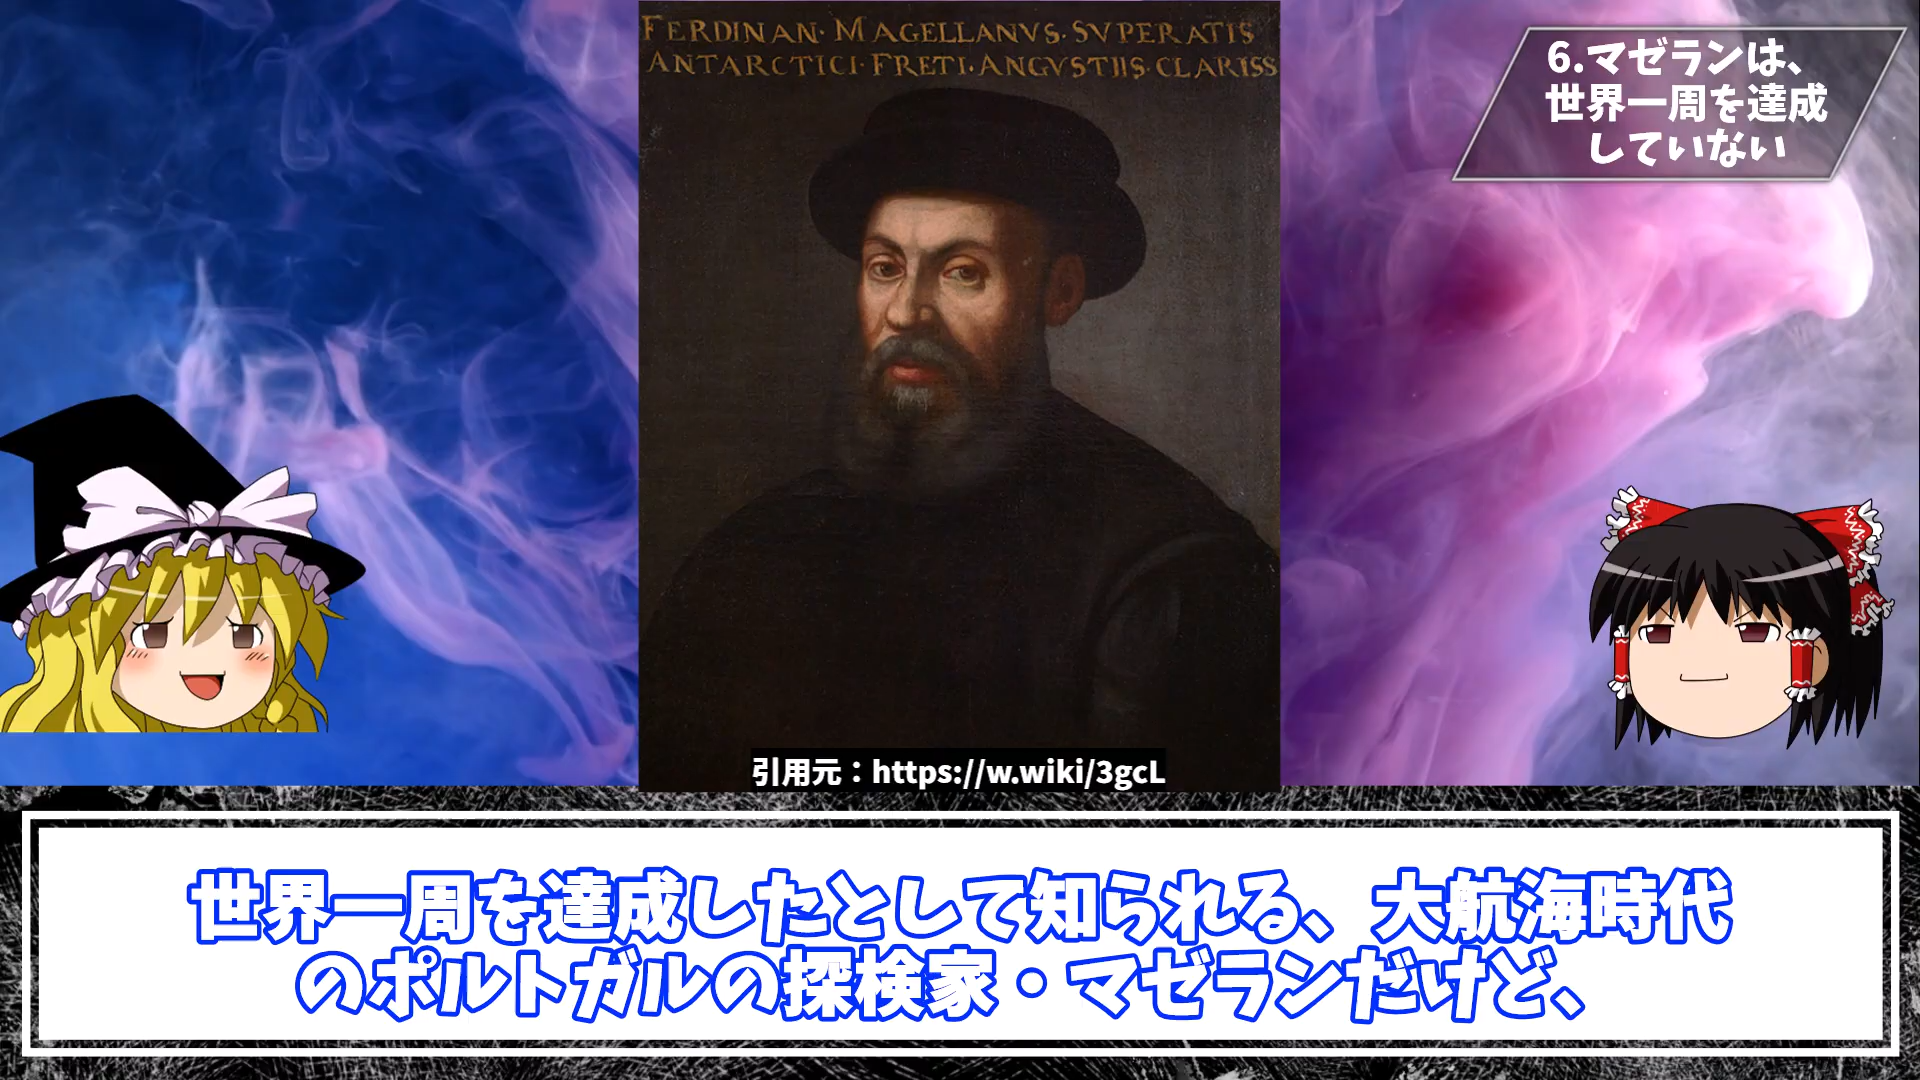 FERDINAN· MAGELLANVS· SVPERATIS
ANTARCTICI· FRETI· ANGVSTIIS· CLARISS
6.マゼランは、
世界一周を達成
していない
引用元：https://w.wiki/3gcL
世界一周を達成したとして知られる、大航海時代
のポルトガルの探検家・マゼランだけど、